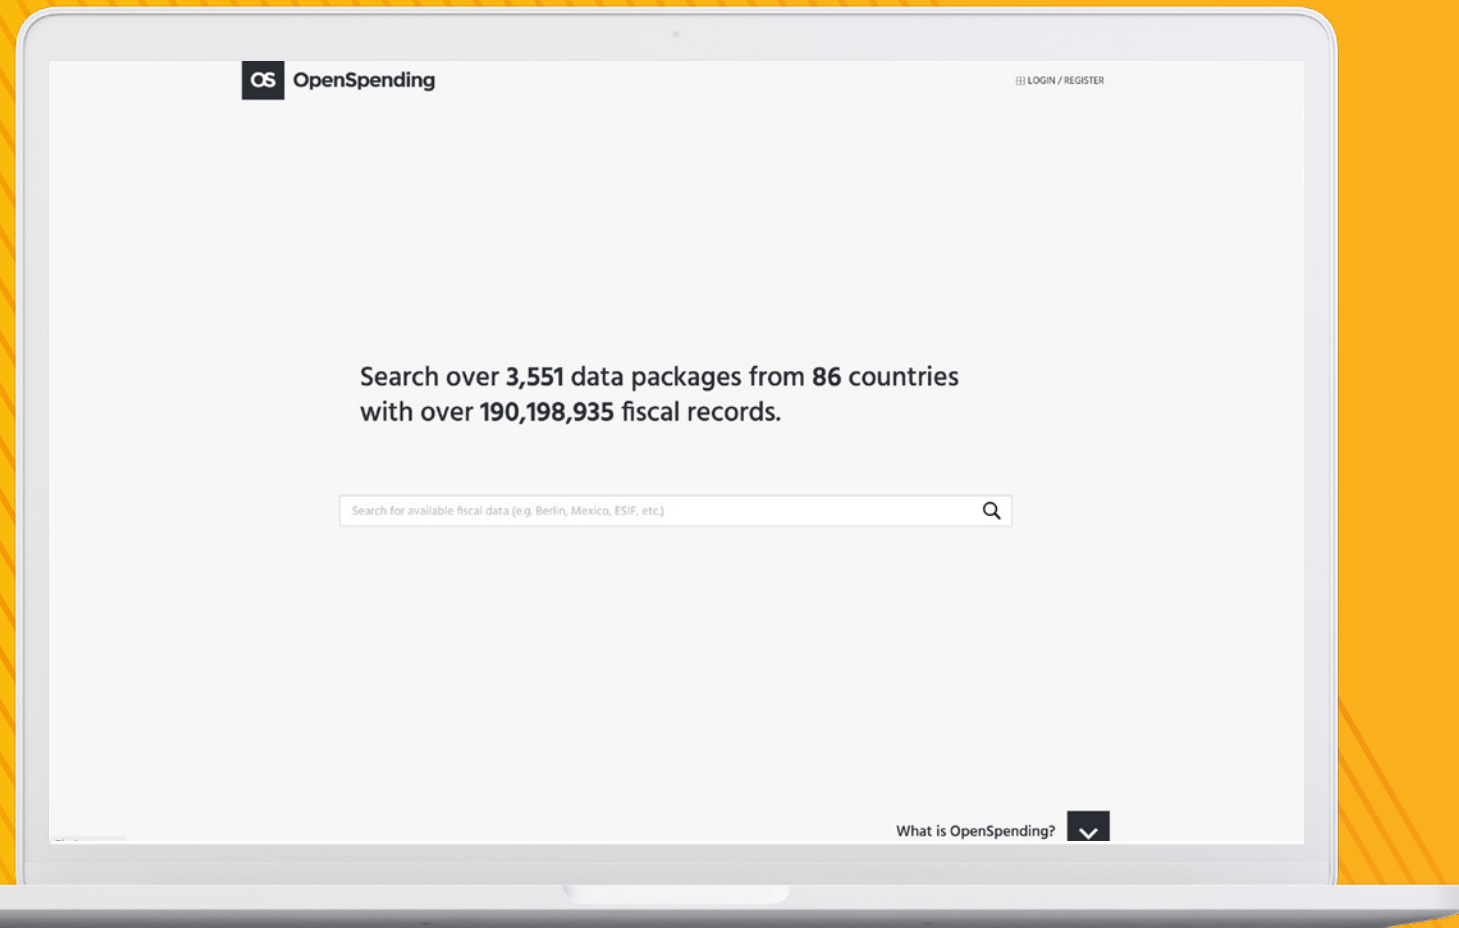 OS OpenSpending
LOGIN / REGISTER
Search over 3,551 data packages from 86 countries
with over 190,198,935 fiscal records.
Search for available fiscal data (e.g. Berlin, Mexico, ESIF, etc.)
What is OpenSpending?